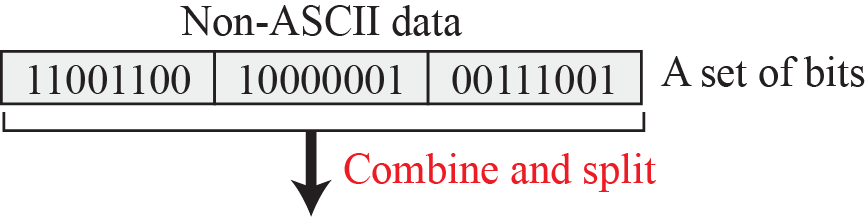 Non-ASCII data
11001100 10000001 00111001 A set of bits
Combine and split